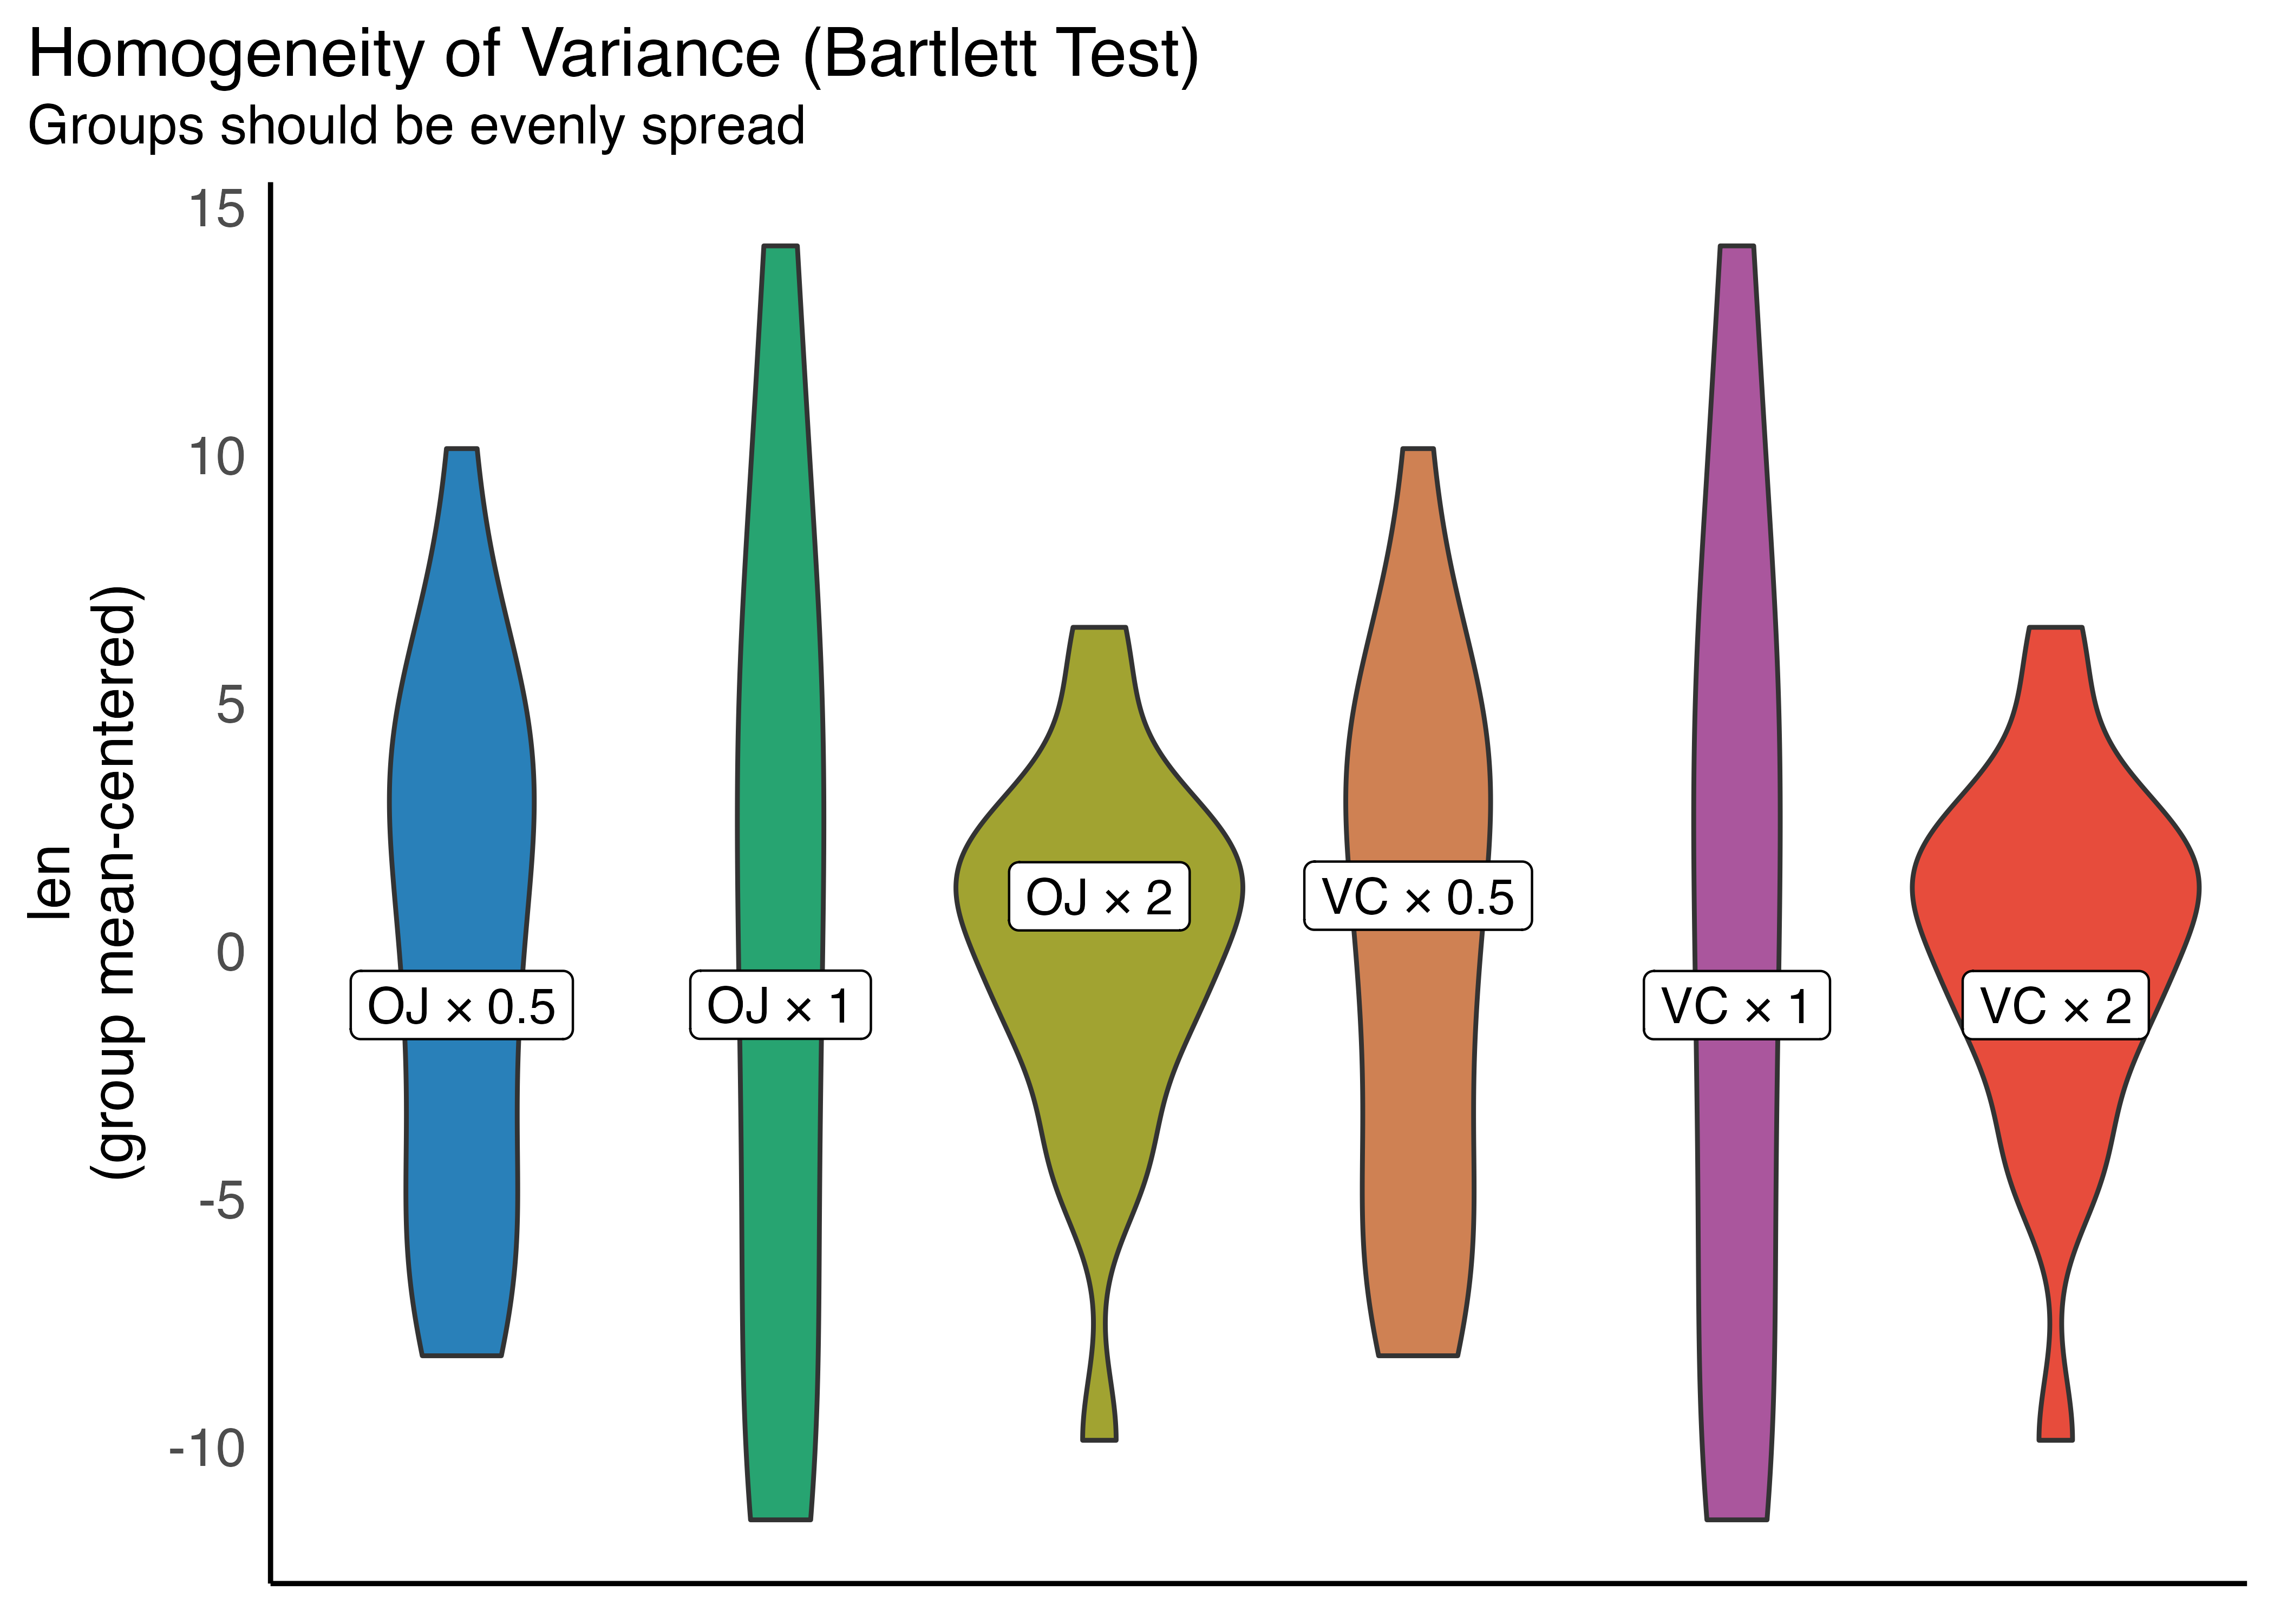 Homogeneity of Variance (Bartlett Test)
Groups should be evenly spread
15
10
5
0
-5
-10
len
(group mean-centered)
OJ × 0.5
OJ × 1
OJ × 2
VC × 0.5
VC × 1
VC × 2